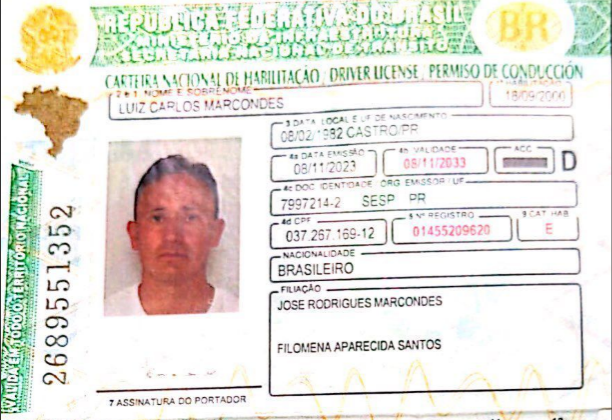 REPÚBLICA FEDERATIVA DO BRASIL
MINISTÉRIO DA INFRAESTRUTURA
SECRETARIA NACIONAL DE TRÂNSITO
BR
CARTEIRA NACIONAL DE HABILITAÇÃO / DRIVER LICENSE / PERMISO DE CONDUCCIÓN
2 e 1 NOME E SOBRENOME
HABILITAÇÃO
LUIZ CARLOS MARCONDES
18/09/2000
3 DATA, LOCAL E UF DE NASCIMENTO
08/02/1982 CASTRO/PR
4a DATA EMISSÃO
4b VALIDADE
ACC
08/11/2023
08/11/2033
D
4c DOC IDENTIDADE / ORG EMISSOR / UF
7997214-2 SESP PR
4d CPF
5 Nº REGISTRO
9 CAT HAB
037.267.169-12
01455209620
E
NACIONALIDADE
BRASILEIRO
FILIAÇÃO
JOSE RODRIGUES MARCONDES
FILOMENA APARECIDA SANTOS
7 ASSINATURA DO PORTADOR
VÁLIDA EM TODO O TERRITÓRIO NACIONAL
2689551352